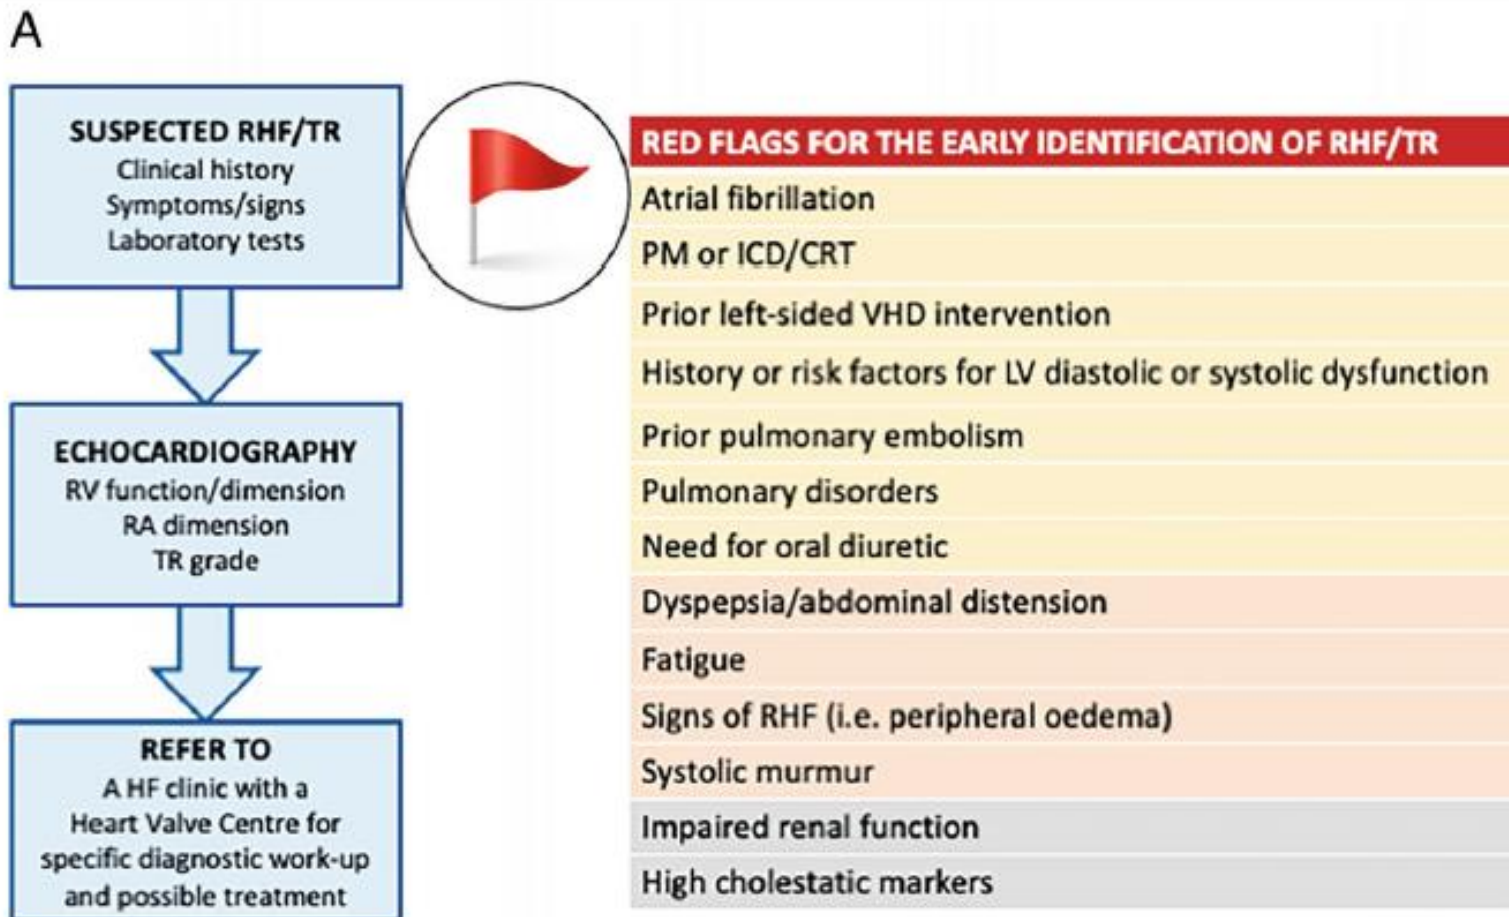 A
SUSPECTED RHF/TR
Clinical history
Symptoms/signs
Laboratory tests
ECHOCARDIOGRAPHY
RV function/dimension
RA dimension
TR grade
REFER TO
A HF clinic with a
Heart Valve Centre for
specific diagnostic work-up
and possible treatment
RED FLAGS FOR THE EARLY IDENTIFICATION OF RHF/TR
Atrial fibrillation
PM or ICD/CRT
Prior left-sided VHD intervention
History or risk factors for LV diastolic or systolic dysfunction
Prior pulmonary embolism
Pulmonary disorders
Need for oral diuretic
Dyspepsia/abdominal distension
Fatigue
Signs of RHF (i.e. peripheral oedema)
Systolic murmur
Impaired renal function
High cholestatic markers